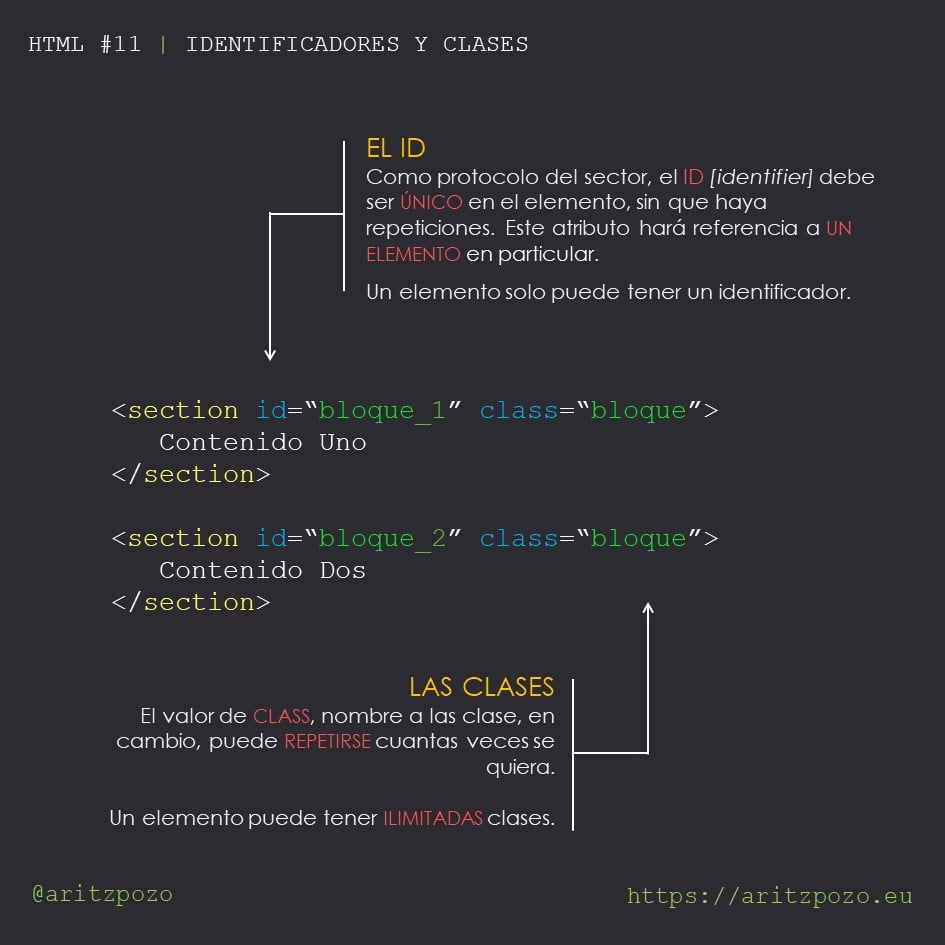 HTML #11 | IDENTIFICADORES Y CLASES
EL ID
Como protocolo del sector, el ID [identifier] debe
ser ÚNICO en el elemento, sin que haya
repeticiones. Este atributo hará referencia a UN
ELEMENTO en particular.
Un elemento solo puede tener un identificador.
<section id=“bloque_1” class=“bloque”>
Contenido Uno
</section>
<section id=“bloque_2” class=“bloque”>
Contenido Dos
</section>
LAS CLASES
El valor de CLASS, nombre a las clase, en
cambio, puede REPETIRSE cuantas veces se
quiera.
Un elemento puede tener ILIMITADAS clases.
@aritzpozo
https://aritzpozo.eu